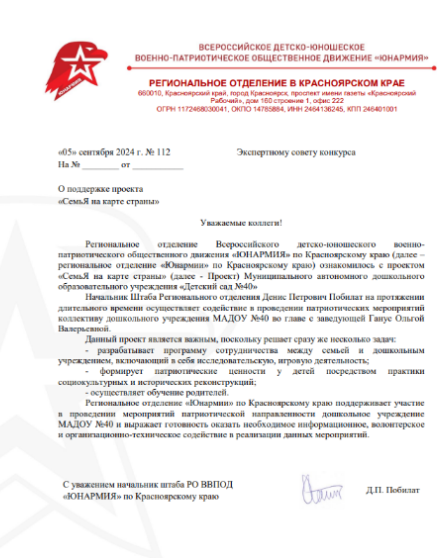 ВСЕРОССИЙСКОЕ ДЕТСКО-ЮНОШЕСКОЕ
ВОЕННО-ПАТРИОТИЧЕСКОЕ ОБЩЕСТВЕННОЕ ДВИЖЕНИЕ «ЮНАРМИЯ»
РЕГИОНАЛЬНОЕ ОТДЕЛЕНИЕ В КРАСНОЯРСКОМ КРАЕ
660010, Красноярский край, город Красноярск, проспект имени газеты «Красноярский
Рабочий», дом 160 строение 1, офис 222
ОГРН 1172468030041, ОКПО 14785864, ИНН 2464136245, КПП 246401001
ЮНАРМИЯ
«05» сентября 2024 г. № 112 Экспертному совету конкурса
На № ________ от ____________
О поддержке проекта
«СемьЯ на карте страны»
Уважаемые коллеги!
Региональное отделение Всероссийского детско-юношеского военно-
патриотического общественного движения «ЮНАРМИЯ» по Красноярскому краю (далее –
региональное отделение «Юнармии» по Красноярскому краю) ознакомилось с проектом
«СемьЯ на карте страны» (далее - Проект) Муниципального автономного дошкольного
образовательного учреждения «Детский сад №40»
Начальник Штаба Регионального отделения Денис Петрович Побилат на протяжении
длительного времени осуществляет содействие в проведении патриотических мероприятий
коллективу дошкольного учреждения МАДОУ №40 во главе с заведующей Ганус Ольгой
Валерьевной.
Данный проект является важным, поскольку решает сразу же несколько задач:
- разрабатывает программу сотрудничества между семьей и дошкольным
учреждением, включающий в себя исследовательскую, игровую деятельность;
- формирует патриотические ценности у детей посредством практики
социокультурных и исторических реконструкций;
- осуществляет обучение родителей.
Региональное отделение «Юнармии» по Красноярскому краю поддерживает участие
в проведении мероприятий патриотической направленности дошкольное учреждение
МАДОУ №40 и выражает готовность оказать необходимое информационное, волонтерское
и организационно-техническое содействие в реализации данных мероприятий.
С уважением начальник штаба РО ВВПОД
«ЮНАРМИЯ» по Красноярскому краю Д.П. Побилат